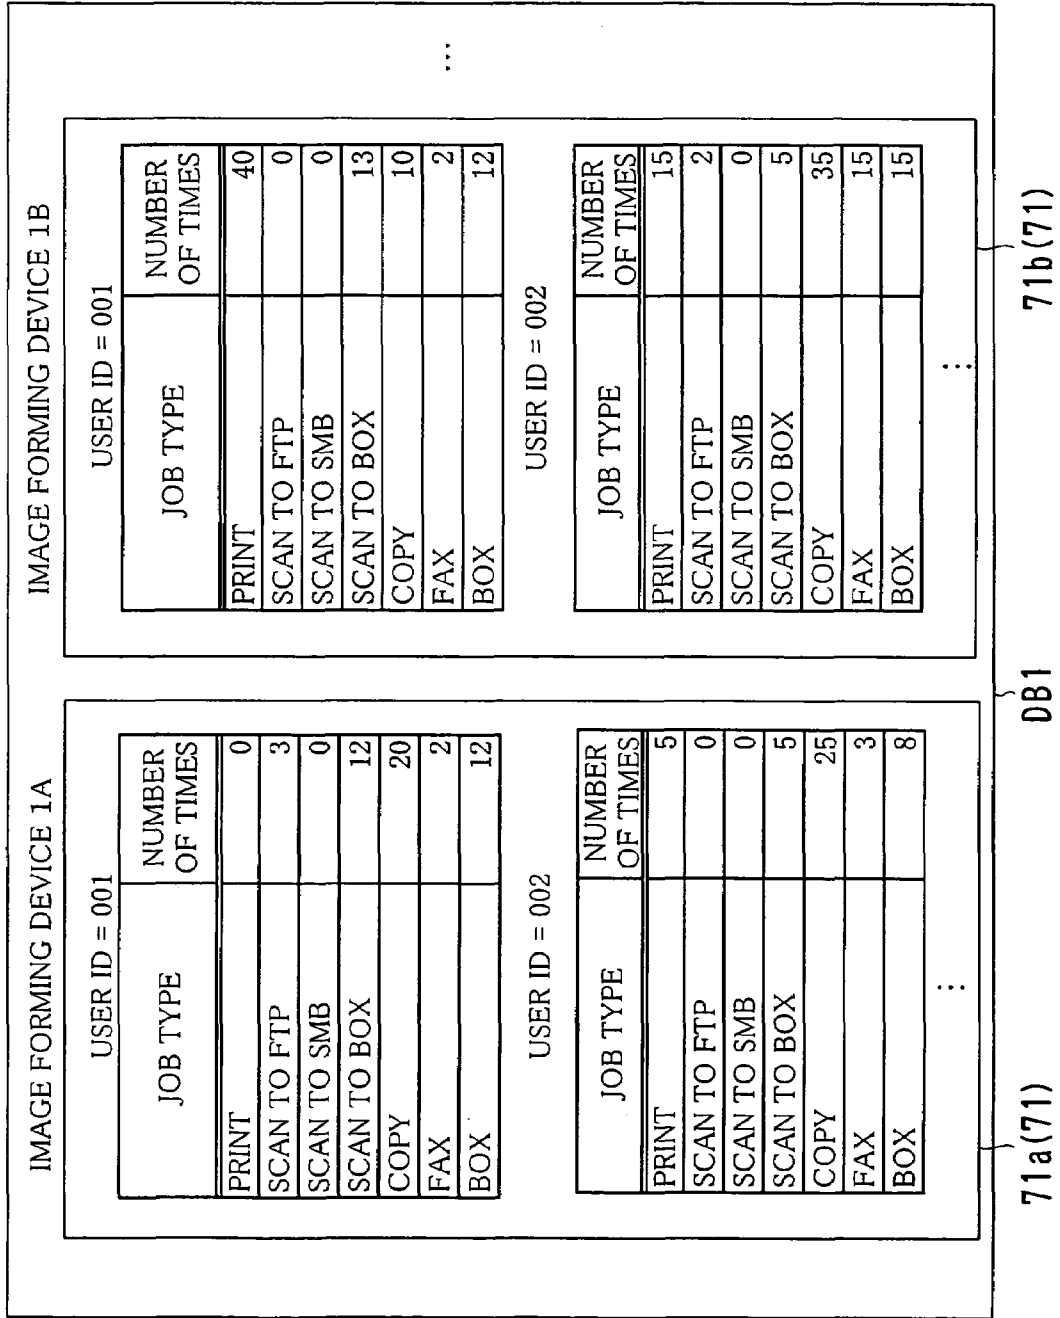 IMAGE FORMING DEVICE 1A
USER ID = 001
JOB TYPE NUMBER OF TIMES
PRINT 0
SCAN TO FTP 3
SCAN TO SMB 0
SCAN TO BOX 12
COPY 20
FAX 2
BOX 12
USER ID = 002
JOB TYPE NUMBER OF TIMES
PRINT 5
SCAN TO FTP 0
SCAN TO SMB 0
SCAN TO BOX 5
COPY 25
FAX 3
BOX 8
⋮
71a(71)
IMAGE FORMING DEVICE 1B
USER ID = 001
JOB TYPE NUMBER OF TIMES
PRINT 40
SCAN TO FTP 0
SCAN TO SMB 0
SCAN TO BOX 13
COPY 10
FAX 2
BOX 12
USER ID = 002
JOB TYPE NUMBER OF TIMES
PRINT 15
SCAN TO FTP 2
SCAN TO SMB 0
SCAN TO BOX 5
COPY 35
FAX 15
BOX 15
⋮
71b(71)
...
DB1